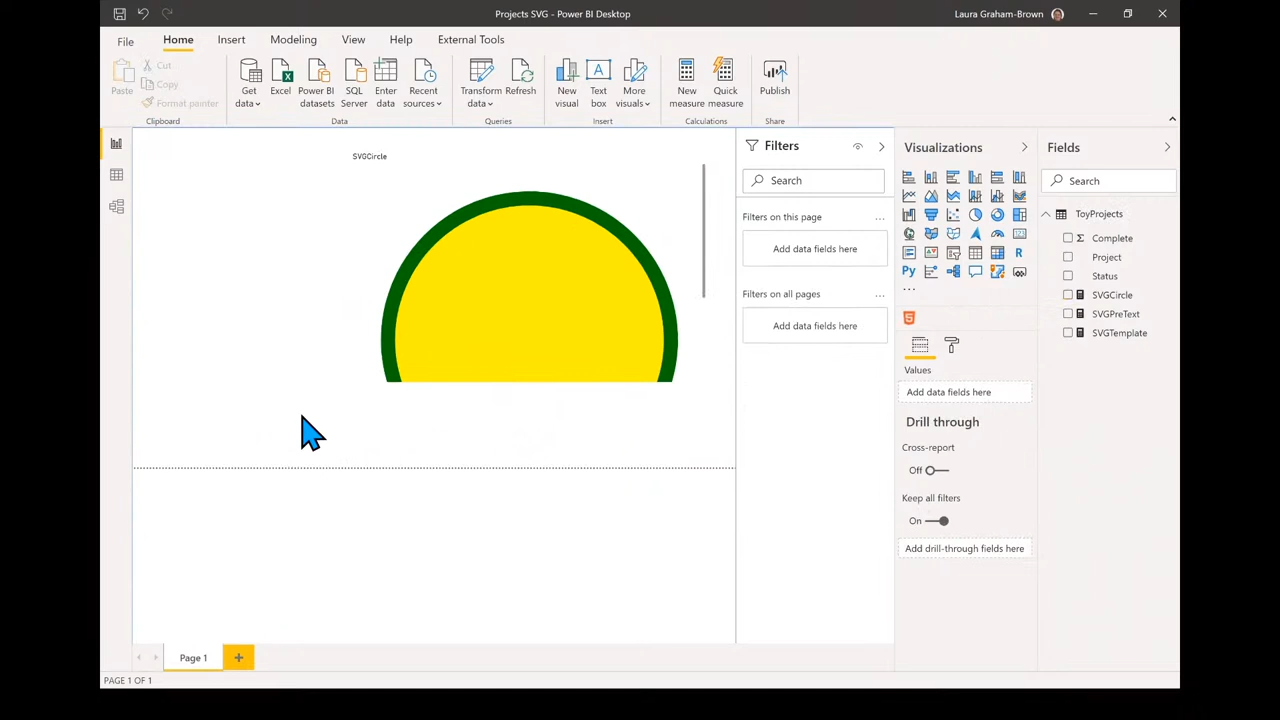 Projects SVG - Power BI Desktop
Laura Graham-Brown
File
Home
Insert
Modeling
View
Help
External Tools
Paste
Cut
Copy
Format painter
Clipboard
Get data
Excel
Power BI datasets
SQL Server
Enter data
Recent sources
Data
Transform data
Refresh
Queries
New visual
Text box
More visuals
Insert
New measure
Quick measure
Calculations
Publish
Share
SVGCircle
Filters
Search
Filters on this page
...
Add data fields here
Filters on all pages
...
Add data fields here
Visualizations
R
Py
...
Values
Add data fields here
Drill through
Cross-report
Off
Keep all filters
On
Add drill-through fields here
Fields
Search
ToyProjects
Σ Complete
Project
Status
SVGCircle
SVGPreText
SVGTemplate
Page 1
PAGE 1 OF 1